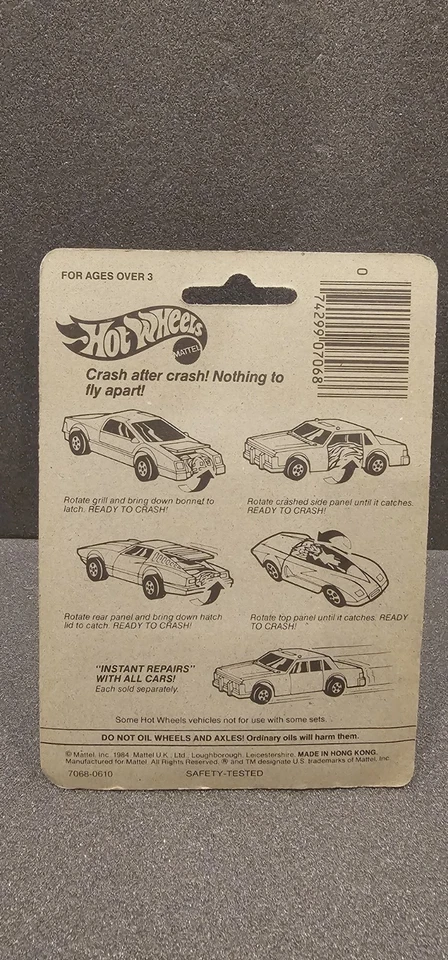 FOR AGES OVER 3
0
74299 07068
HOT WHEELS
MATTEL
Crash after crash! Nothing to
fly apart!
Rotate grill and bring down bonnet to
latch. READY TO CRASH!
Rotate crashed side panel until it catches.
READY TO CRASH!
Rotate rear panel and bring down hatch
lid to catch. READY TO CRASH!
Rotate top panel until it catches. READY
TO CRASH!
"INSTANT REPAIRS"
WITH ALL CARS!
Each sold separately.
Some Hot Wheels vehicles not for use with some sets.
DO NOT OIL WHEELS AND AXLES! Ordinary oils will harm them.
© Mattel, Inc. 1984. Mattel U.K., Ltd., Loughborough, Leicestershire. MADE IN HONG KONG.
Manufactured for Mattel. All Rights Reserved. ® and TM designate U.S. trademarks of Mattel, Inc.
7068-0610
SAFETY-TESTED